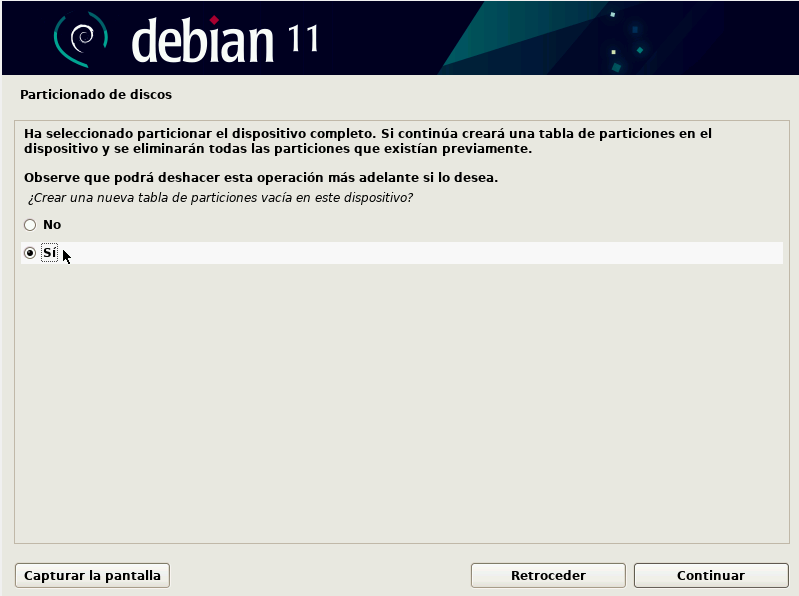 debian 11
Particionado de discos
Ha seleccionado particionar el dispositivo completo. Si continúa creará una tabla de particiones en el
dispositivo y se eliminarán todas las particiones que existían previamente.
Observe que podrá deshacer esta operación más adelante si lo desea.
¿Crear una nueva tabla de particiones vacía en este dispositivo?
No
Sí
Capturar la pantalla
Retroceder
Continuar